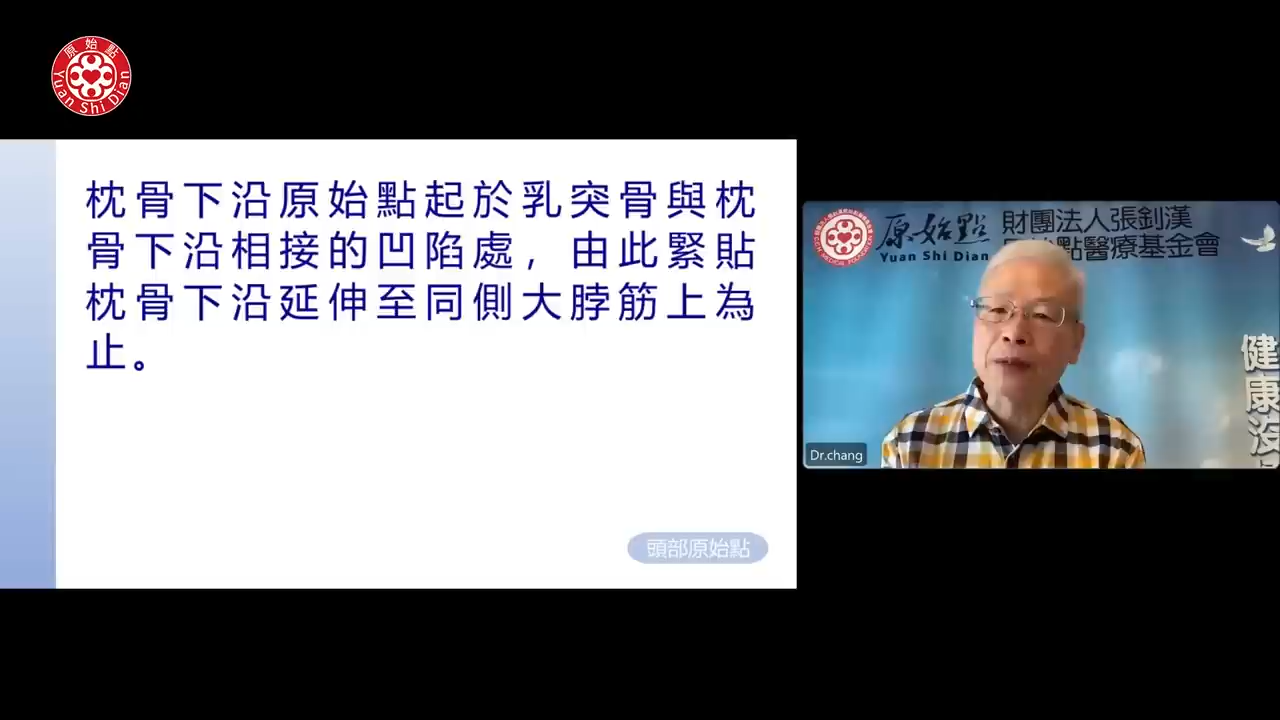 原始點
Yuan Shi Dian
枕骨下沿原始點起於乳突骨與枕
骨下沿相接的凹陷處，由此緊貼
枕骨下沿延伸至同側大脖筋上為
止。
頭部原始點
原始點
Yuan Shi Dian
財團法人張釗漢
點醫療基金會
健康沒
Dr.chang